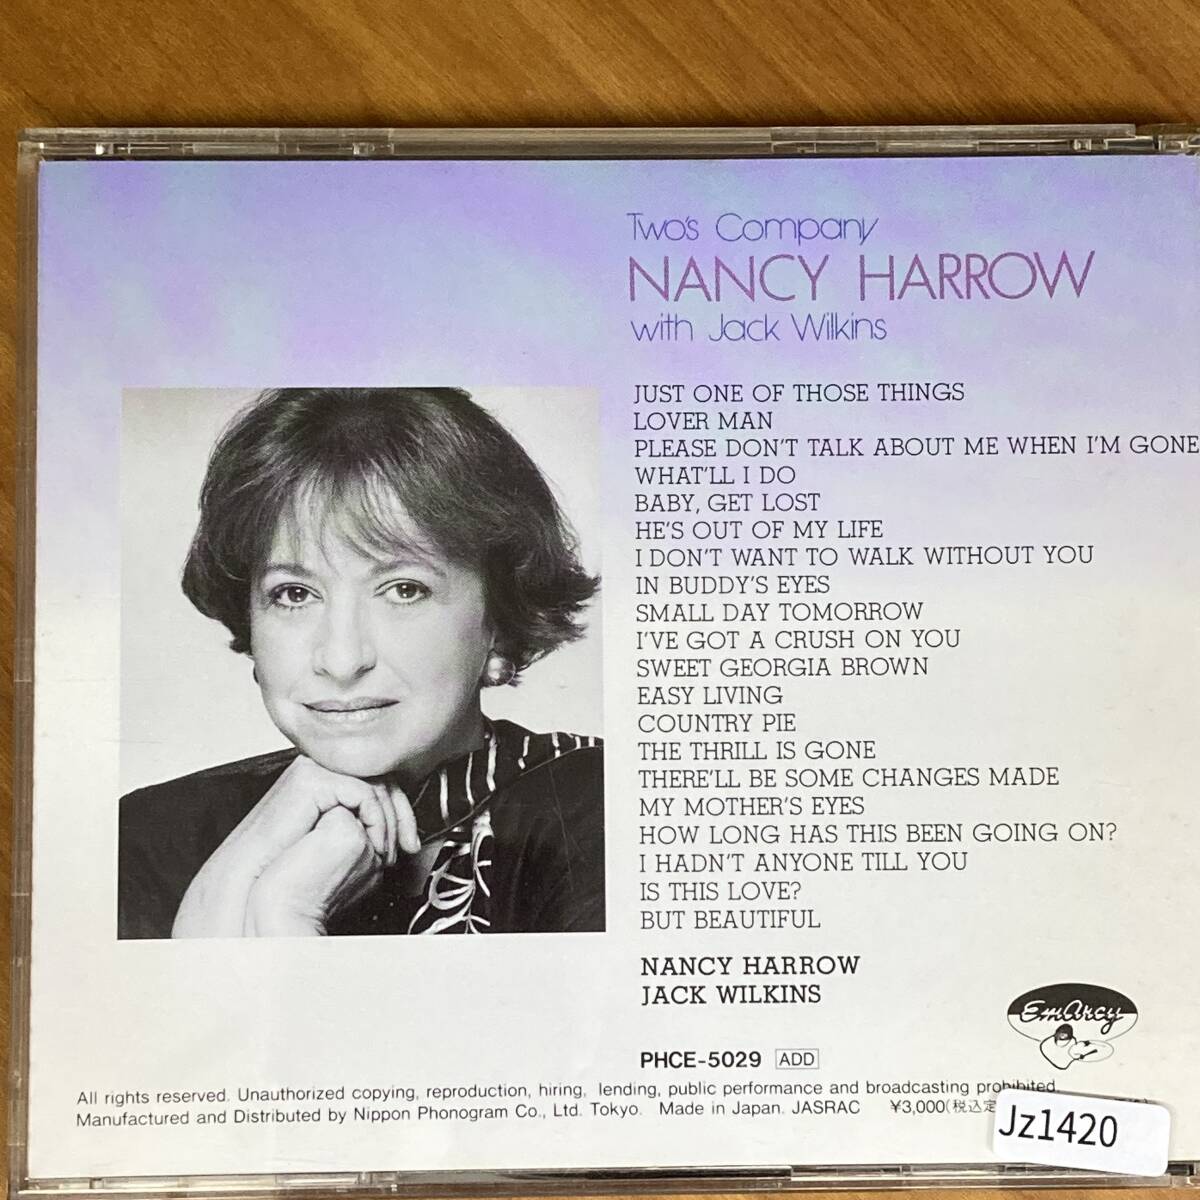 Two's Company
NANCY HARROW
with Jack Wilkins
JUST ONE OF THOSE THINGS
LOVER MAN
PLEASE DON'T TALK ABOUT ME WHEN I'M GONE
WHAT'LL I DO
BABY, GET LOST
HE'S OUT OF MY LIFE
I DON'T WANT TO WALK WITHOUT YOU
IN BUDDY'S EYES
SMALL DAY TOMORROW
I'VE GOT A CRUSH ON YOU
SWEET GEORGIA BROWN
EASY LIVING
COUNTRY PIE
THE THRILL IS GONE
THERE'LL BE SOME CHANGES MADE
MY MOTHER'S EYES
HOW LONG HAS THIS BEEN GOING ON?
I HADN'T ANYONE TILL YOU
IS THIS LOVE?
BUT BEAUTIFUL
NANCY HARROW
JACK WILKINS
EmArcy
PHCE-5029 ADD
All rights reserved. Unauthorized copying, reproduction, hiring, lending, public performance and broadcasting prohibited.
Manufactured and Distributed by Nippon Phonogram Co., Ltd. Tokyo. Made in Japan. JASRAC ¥3,000(税込定
Jz1420